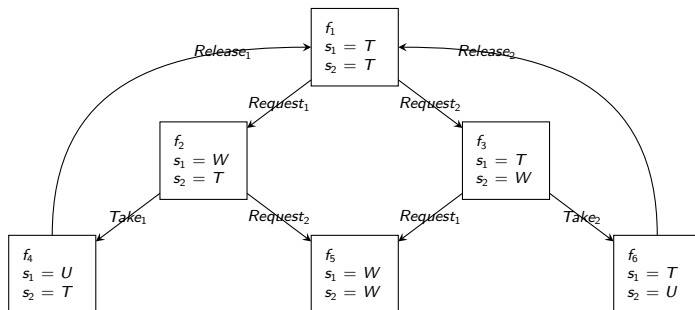 f₁
s₁ = T
s₂ = T
Release₁
Release₂
Request₁
Request₂
f₂
s₁ = W
s₂ = T
f₃
s₁ = T
s₂ = W
Take₁
Request₂
Request₁
Take₂
f₄
s₁ = U
s₂ = T
f₅
s₁ = W
s₂ = W
f₆
s₁ = T
s₂ = U